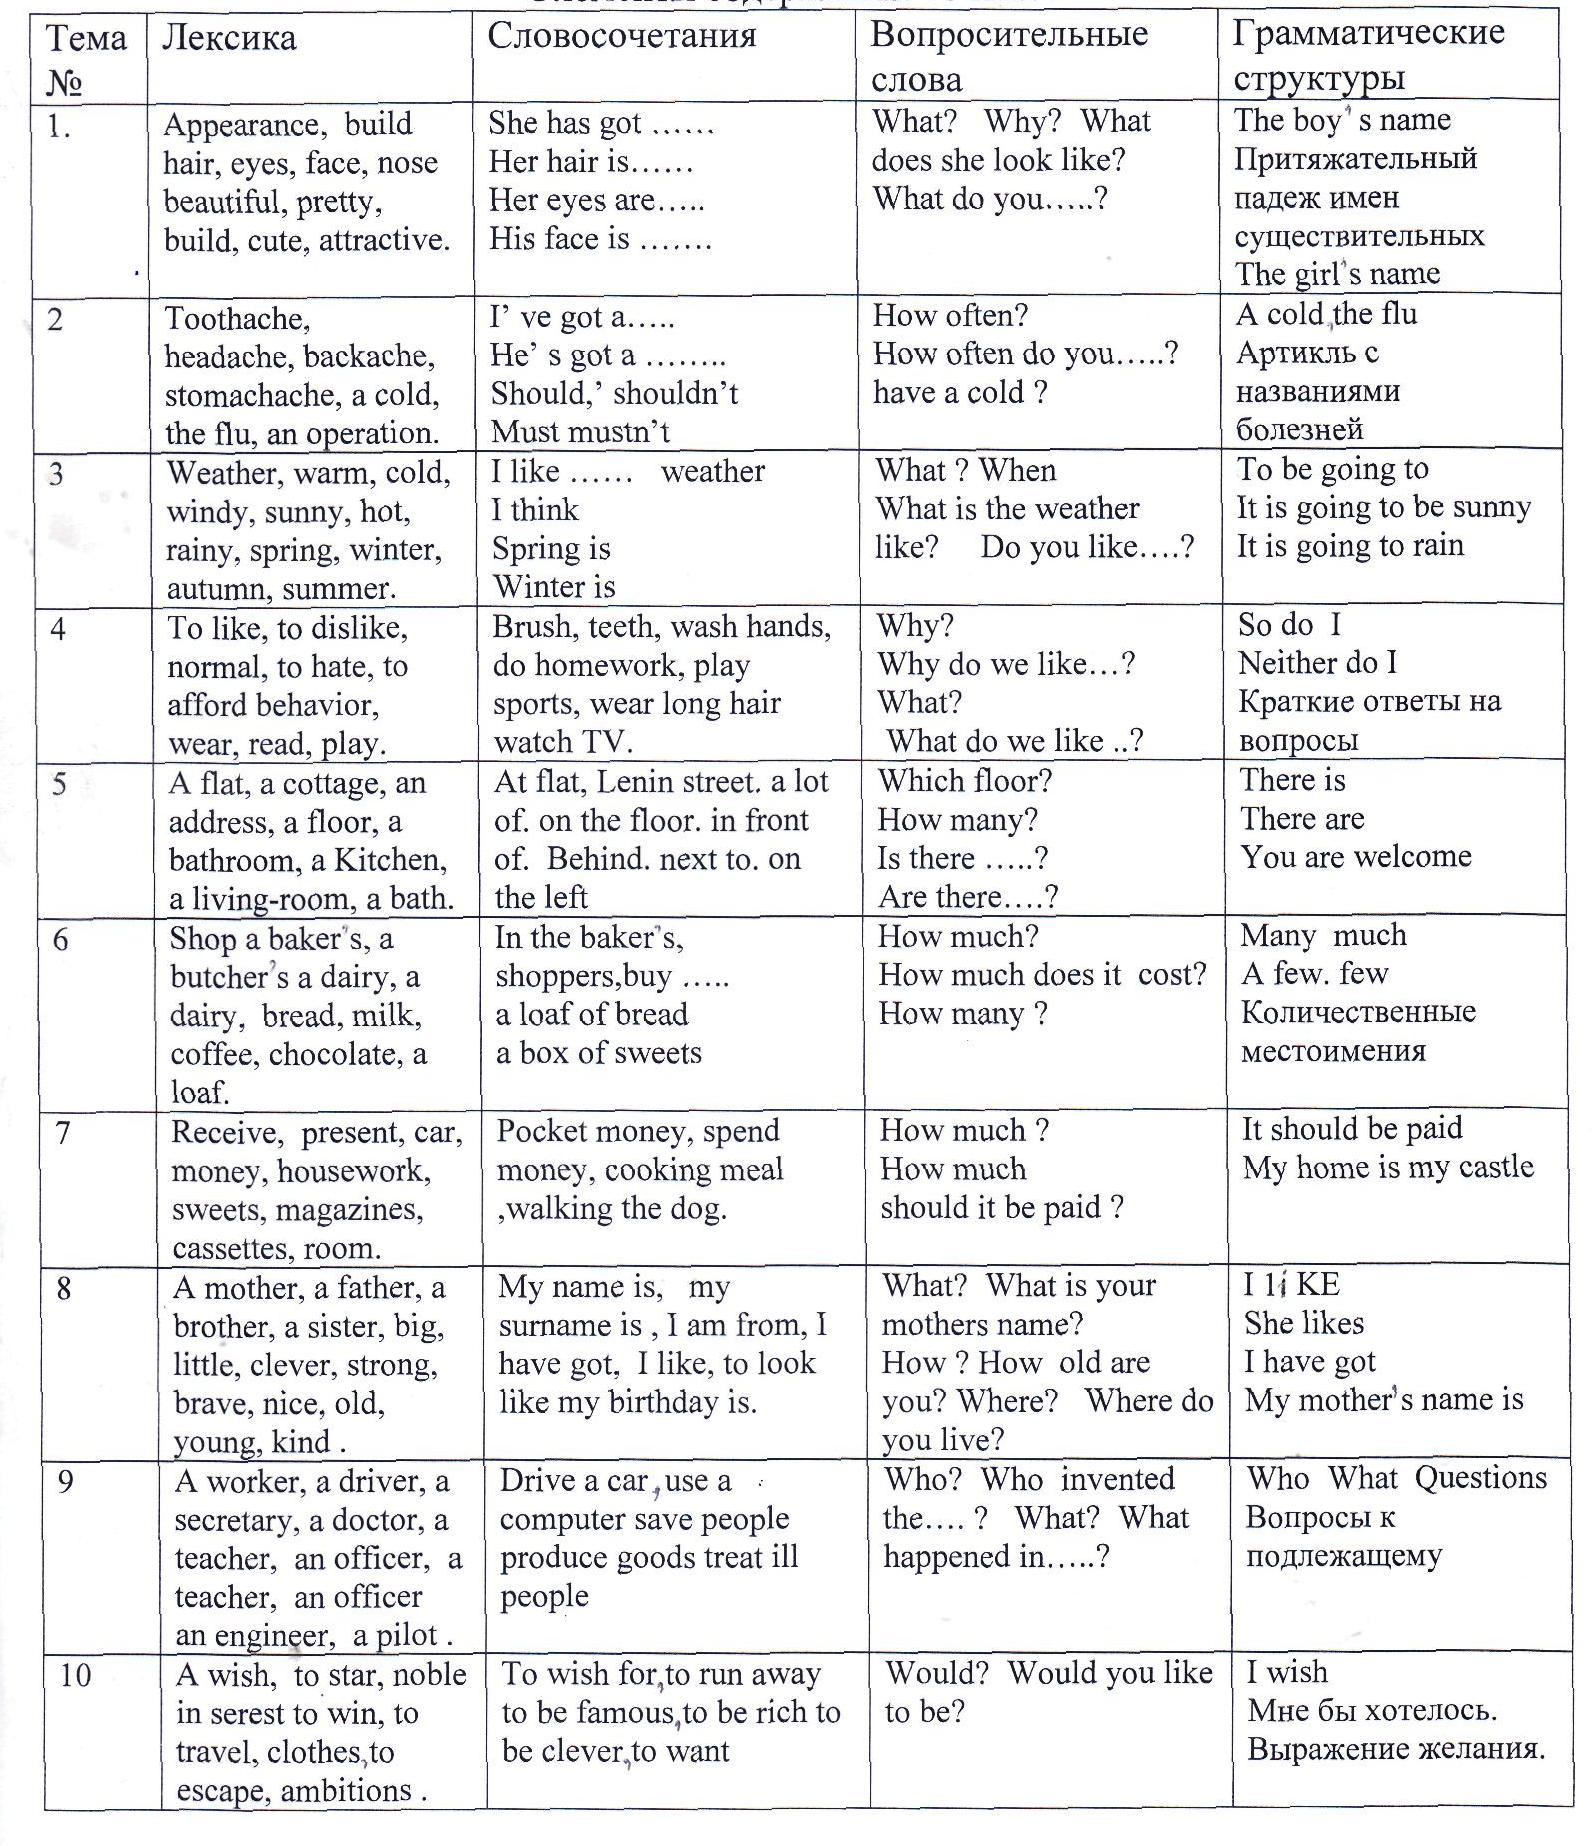 Тема
№
Лексика
Словосочетания
Вопросительные
слова
Грамматические
структуры
1.
Appearance, build
hair, eyes, face, nose
beautiful, pretty,
build, cute, attractive.
She has got ……
Her hair is……
Her eyes are…..
His face is …….
What? Why? What
does she look like?
What do you…..?
The boy's name
Притяжательный
падеж имен
существительных
The girl's name
2
Toothache,
headache, backache,
stomachache, a cold,
the flu, an operation.
I' ve got a…..
He' s got a ……..
Should,' shouldn't
Must mustn't
How often?
How often do you…..?
have a cold ?
A cold,the flu
Артикль с
названиями
болезней
3
Weather, warm, cold,
windy, sunny, hot,
rainy, spring, winter,
autumn, summer.
I like …… weather
I think
Spring is
Winter is
What ? When
What is the weather
like? Do you like….?
To be going to
It is going to be sunny
It is going to rain
4
To like, to dislike,
normal, to hate, to
afford behavior,
wear, read, play.
Brush, teeth, wash hands,
do homework, play
sports, wear long hair
watch TV.
Why?
Why do we like…?
What?
What do we like ..?
So do I
Neither do I
Краткие ответы на
вопросы
5
A flat, a cottage, an
address, a floor, a
bathroom, a Kitchen,
a living-room, a bath.
At flat, Lenin street. a lot
of. on the floor. in front
of. Behind. next to. on
the left
Which floor?
How many?
Is there …..?
Are there….?
There is
There are
You are welcome
6
Shop a baker's, a
butcher's a dairy, a
dairy, bread, milk,
coffee, chocolate, a
loaf.
In the baker's,
shoppers,buy …..
a loaf of bread
a box of sweets
How much?
How much does it cost?
How many ?
Many much
A few. few
Количественные
местоимения
7
Receive, present, car,
money, housework,
sweets, magazines,
cassettes, room.
Pocket money, spend
money, cooking meal
,walking the dog.
How much ?
How much
should it be paid ?
It should be paid
My home is my castle
8
A mother, a father, a
brother, a sister, big,
little, clever, strong,
brave, nice, old,
young, kind .
My name is, my
surname is , I am from, I
have got, I like, to look
like my birthday is.
What? What is your
mothers name?
How ? How old are
you? Where? Where do
you live?
I li KE
She likes
I have got
My mother's name is
9
A worker, a driver, a
secretary, a doctor, a
teacher, an officer, a
teacher, an officer
an engineer, a pilot .
Drive a car,use a
computer save people
produce goods treat ill
people
Who? Who invented
the…. ? What? What
happened in…..?
Who What Questions
Вопросы к
подлежащему
10
A wish, to star, noble
in serest to win, to
travel, clothes,to
escape, ambitions .
To wish for,to run away
to be famous,to be rich to
be clever,to want
Would? Would you like
to be?
I wish
Мне бы хотелось.
Выражение желания.